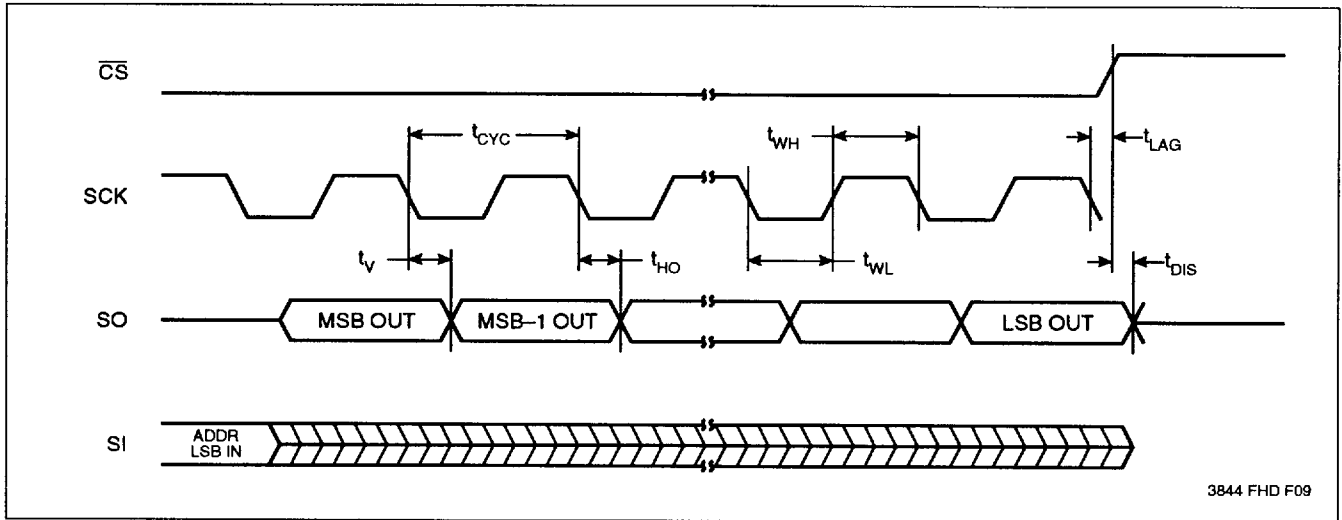 CS
tCYC
tWH
tLAG
SCK
tV
tHO
tWL
tDIS
SO
MSB OUT
MSB–1 OUT
LSB OUT
SI
ADDR
LSB IN
3844 FHD F09